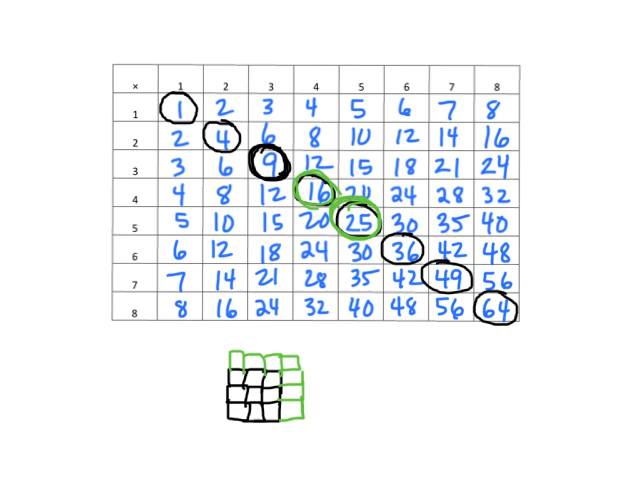 × 1 2 3 4 5 6 7 8
1 1 2 3 4 5 6 7 8
2 2 4 6 8 10 12 14 16
3 3 6 9 12 15 18 21 24
4 4 8 12 16 24 28 32
5 5 10 15 20 25 30 35 40
6 6 12 18 24 30 36 42 48
7 7 14 21 28 35 42 49 56
8 8 16 24 32 40 48 56 64